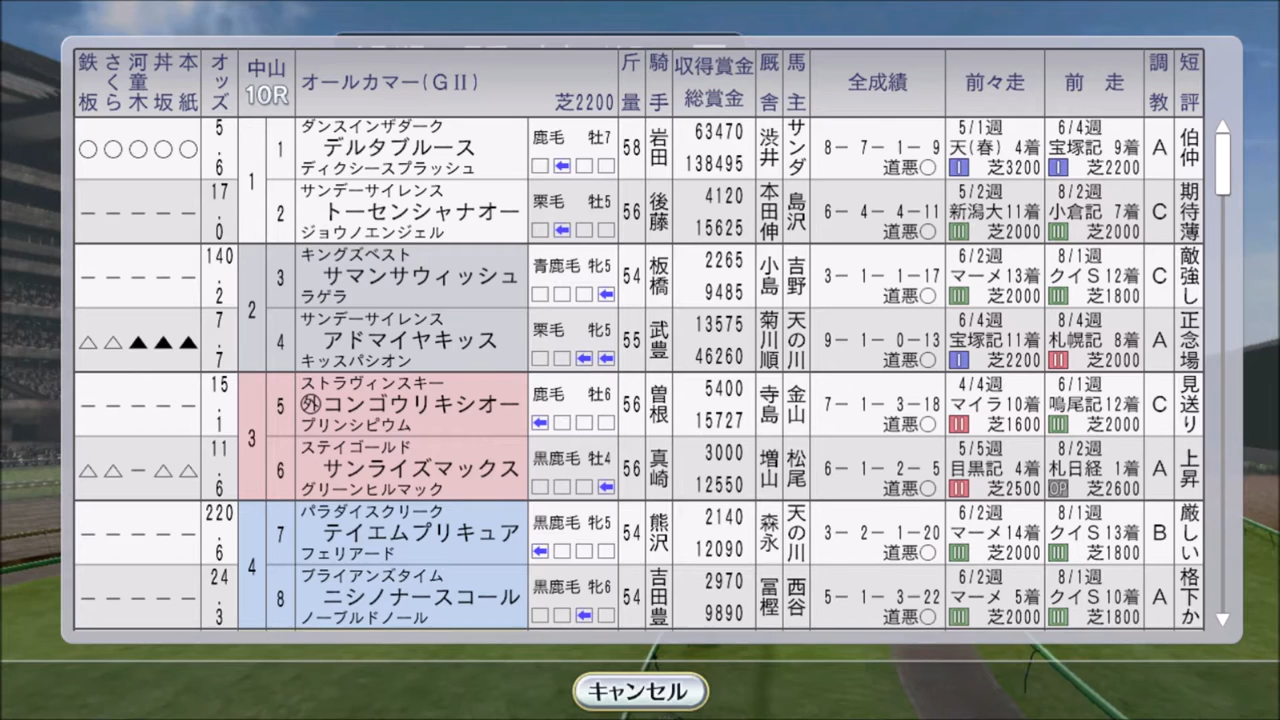 鉄板 さくら 河童木 丼坂 本紙 オッズ 中山 10R オールカマー(GⅡ) 芝2200 斤量 騎手 収得賞金 総賞金 厩舎 馬主 全成績 前々走 前 走 調教 短評
○○○○○ 5.6 1 1 ダンスインザダーク
デルタブルース
ディクシースプラッシュ
鹿毛 牡7 58 岩田 63470 138495 渋井 サンダ 8- 7- 1- 9 道悪○
5/1週 天(春) 4着 Ⅰ 芝3200
6/4週 宝塚記 9着 Ⅰ 芝2200 A 伯仲
----- 17.0 2 サンデーサイレンス
トーセンシャナオー
ジョウノエンジェル
栗毛 牡5 56 後藤 4120 15625 本田伸 島沢 6- 4- 4-11 道悪○
5/2週 新潟大11着 Ⅲ 芝2000
8/2週 小倉記 7着 Ⅲ 芝2000 C 期待薄
----- 140.2 2 3 キングズベスト
サマンサウィッシュ
ラゲラ
青鹿毛 牝5 54 板橋 2265 9485 小島 吉野 3- 1- 1-17 道悪○
6/2週 マーメ13着 Ⅲ 芝2000
8/1週 クイS12着 Ⅲ 芝1800 C 敵強し
△△▲▲▲ 7.7 4 サンデーサイレンス
アドマイヤキッス
キッスパシオン
栗毛 牝5 55 武豊 13575 46260 菊川順 天の川 9- 1- 0-13 道悪○
6/4週 宝塚記11着 Ⅰ 芝2200
8/4週 札幌記 8着 Ⅱ 芝2000 A 正念場
----- 15.1 3 5 ストラヴィンスキー
外コンゴウリキシオー
プリンシピウム
鹿毛 牡6 56 曽根 5400 15727 寺島 金山 7- 1- 3-18 道悪○
4/4週 マイラ10着 Ⅱ 芝1600
6/1週 鳴尾記12着 Ⅲ 芝2000 C 見送り
△△-△△ 11.6 6 ステイゴールド
サンライズマックス
グリーンヒルマック
黒鹿毛 牡4 56 真崎 3000 12550 増山 松尾 6- 1- 2- 5 道悪○
5/5週 目黒記 4着 Ⅱ 芝2500
8/2週 札日経 1着 OP 芝2600 A 上昇
----- 220.6 4 7 パラダイスクリーク
テイエムプリキュア
フェリアード
黒鹿毛 牝5 54 熊沢 2140 12090 森永 天の川 3- 2- 1-20 道悪○
6/2週 マーメ14着 Ⅲ 芝2000
8/1週 クイS13着 Ⅲ 芝1800 B 厳しい
----- 24.3 8 ブライアンズタイム
ニシノナースコール
ノーブルドノール
黒鹿毛 牝6 54 吉田豊 2970 9890 冨樫 西谷 5- 1- 3-22 道悪○
6/2週 マーメ 5着 Ⅲ 芝2000
8/1週 クイS10着 Ⅲ 芝1800 A 格下か
キャンセル